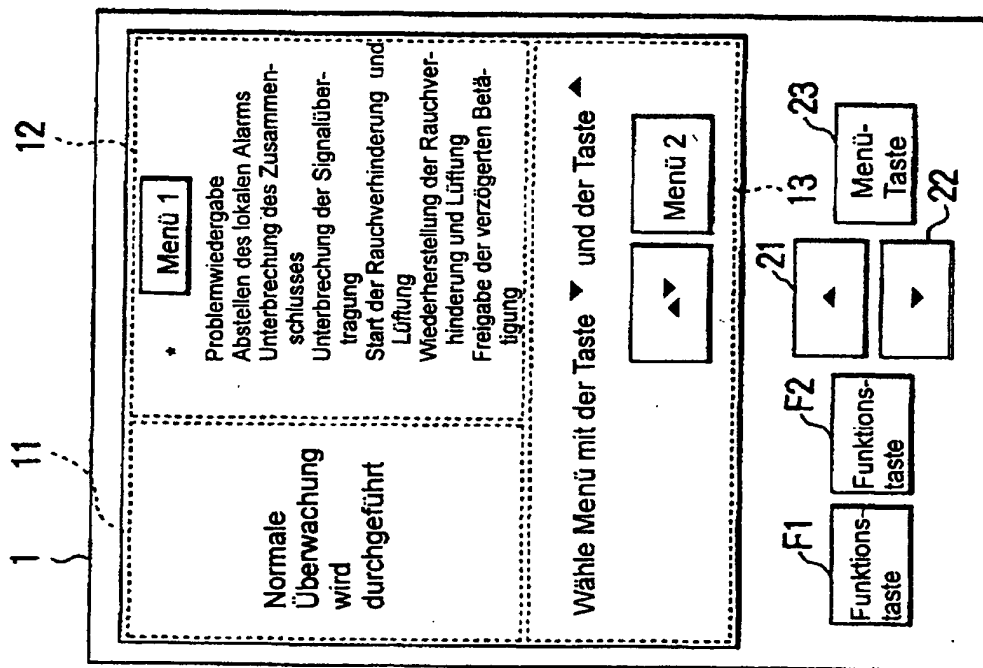 1
11
12
Normale
Überwachung
wird
durchgeführt
Menü 1
*
Problemwiedergabe
Abstellen des lokalen Alarms
Unterbrechung des Zusammen-
schlusses
Unterbrechung der Signalüber-
tragung
Start der Rauchverhinderung und
Lüftung
Wiederherstellung der Rauchver-
hinderung und Lüftung
Freigabe der verzögerten Betä-
tigung
Wähle Menü mit der Taste ▼ und der Taste ▲
▲▼
Menü 2
13
F1
F2
21
22
23
Funktions-
taste
Funktions-
taste
▲
▼
Menü-
Taste